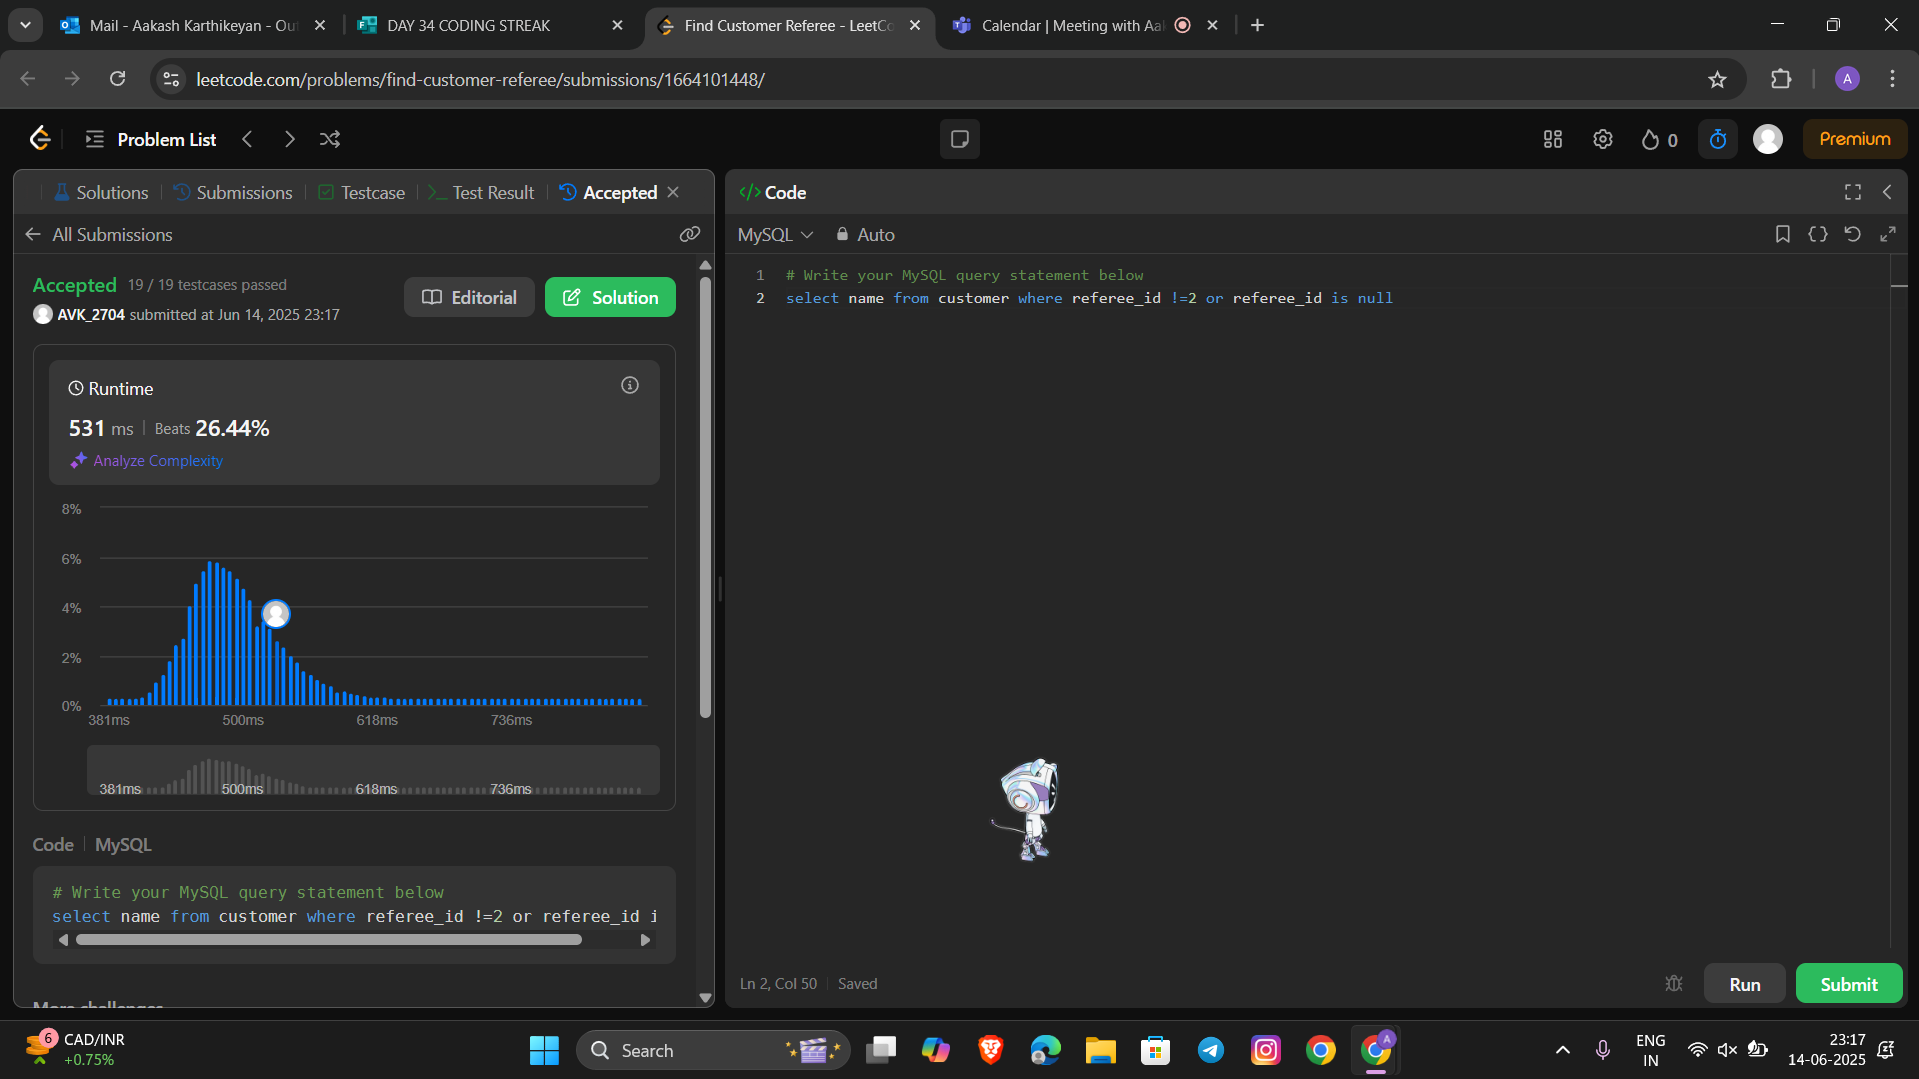 Mail - Aakash Karthikeyan - Ou
DAY 34 CODING STREAK
Find Customer Referee - LeetCo
Calendar | Meeting with Aa
leetcode.com/problems/find-customer-referee/submissions/1664101448/
A
Problem List
0
Premium
Solutions
Submissions
Testcase
Test Result
Accepted
All Submissions
Accepted 19 / 19 testcases passed
AVK_2704 submitted at Jun 14, 2025 23:17
Editorial
Solution
Runtime
531 ms
Beats 26.44%
Analyze Complexity
8%
6%
4%
2%
0%
381ms 500ms 618ms 736ms
381ms 500ms 618ms 736ms
Code
MySQL
# Write your MySQL query statement below
select name from customer where referee_id !=2 or referee_id i
More challenges
</> Code
MySQL
Auto
1 # Write your MySQL query statement below
2 select name from customer where referee_id !=2 or referee_id is null
Ln 2, Col 50
Saved
Run
Submit
6
CAD/INR
+0.75%
Search
A
ENG
IN
23:17
14-06-2025